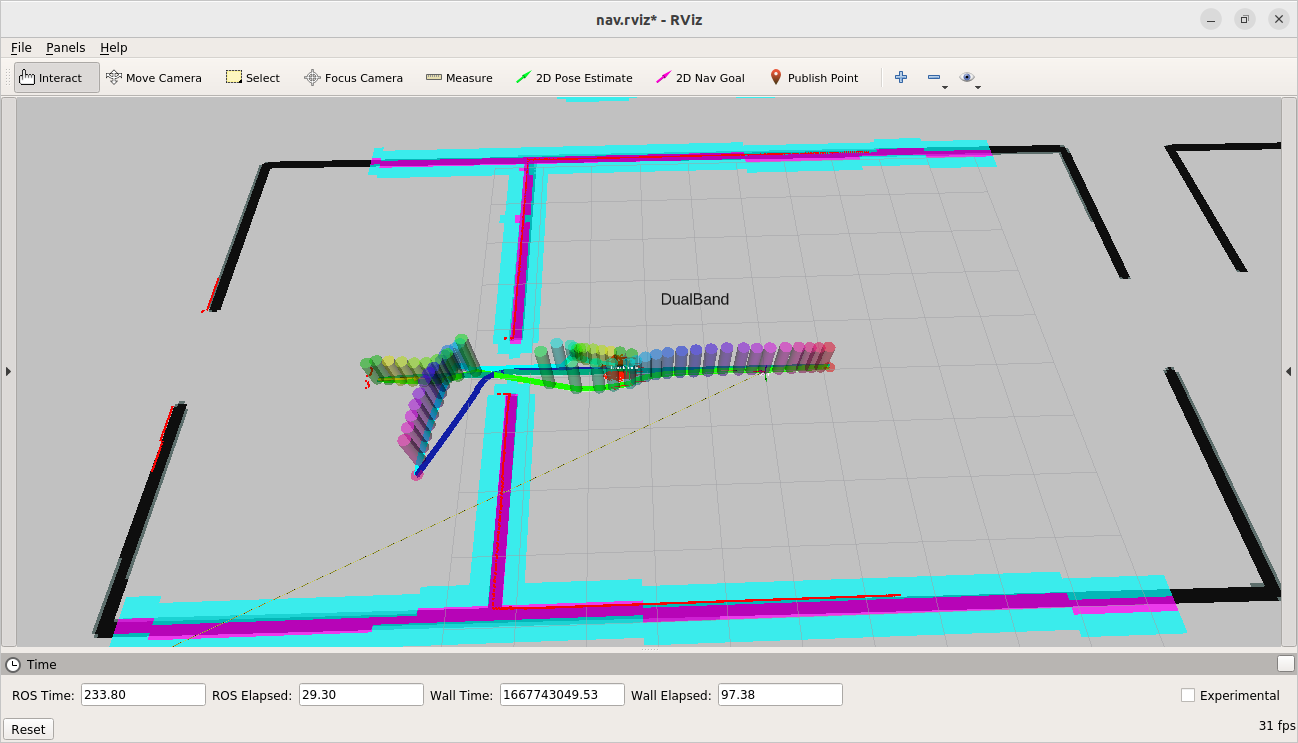 nav.rviz* - RViz
File Panels Help
Interact Move Camera Select Focus Camera Measure 2D Pose Estimate 2D Nav Goal Publish Point
DualBand
Time
ROS Time: 233.80 ROS Elapsed: 29.30 Wall Time: 1667743049.53 Wall Elapsed: 97.38 Experimental
Reset 31 fps